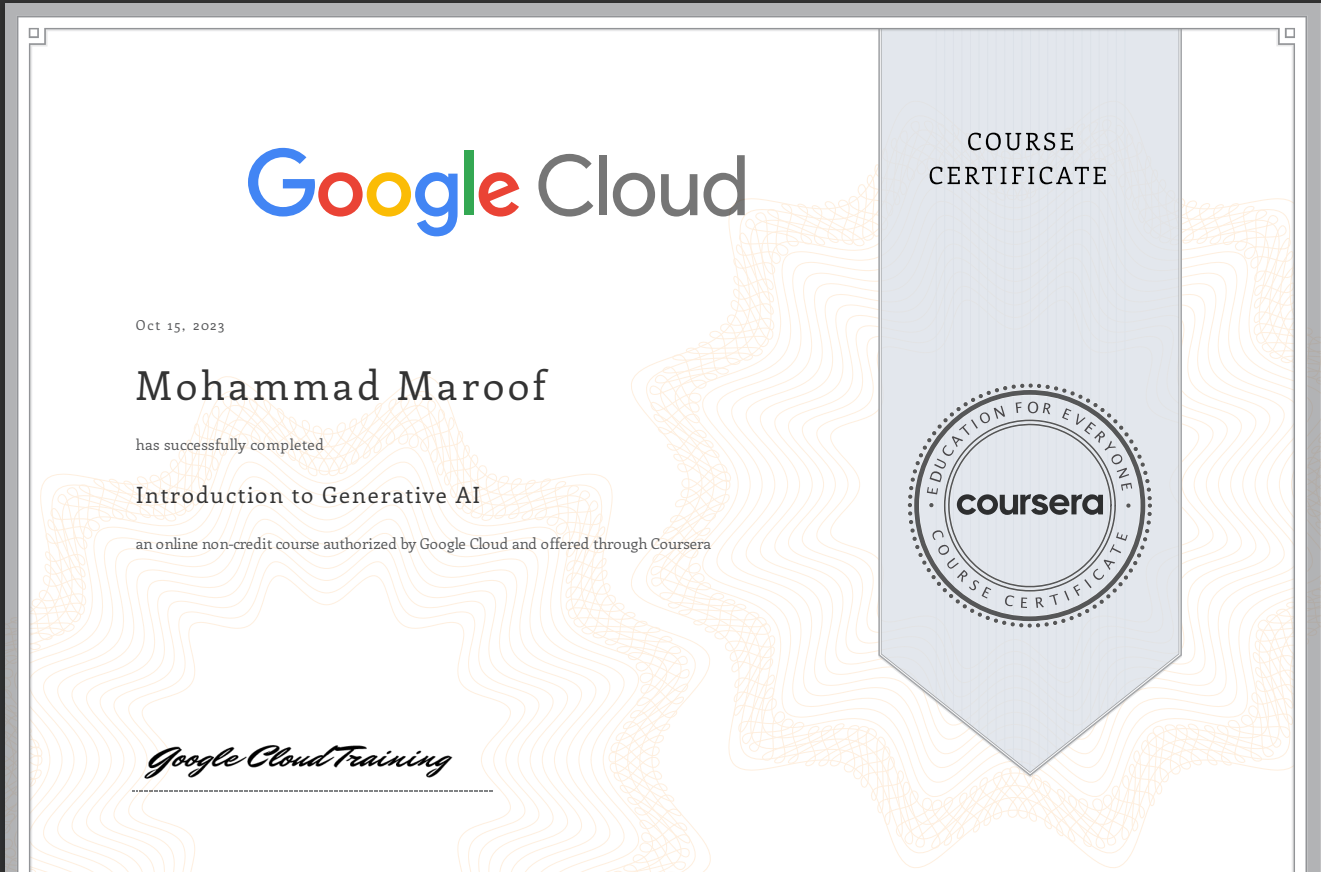 Google Cloud
COURSE
CERTIFICATE
Oct 15, 2023
Mohammad Maroof
has successfully completed
Introduction to Generative AI
an online non-credit course authorized by Google Cloud and offered through Coursera
EDUCATION FOR EVERYONE
coursera
COURSE CERTIFICATE
Google Cloud Training